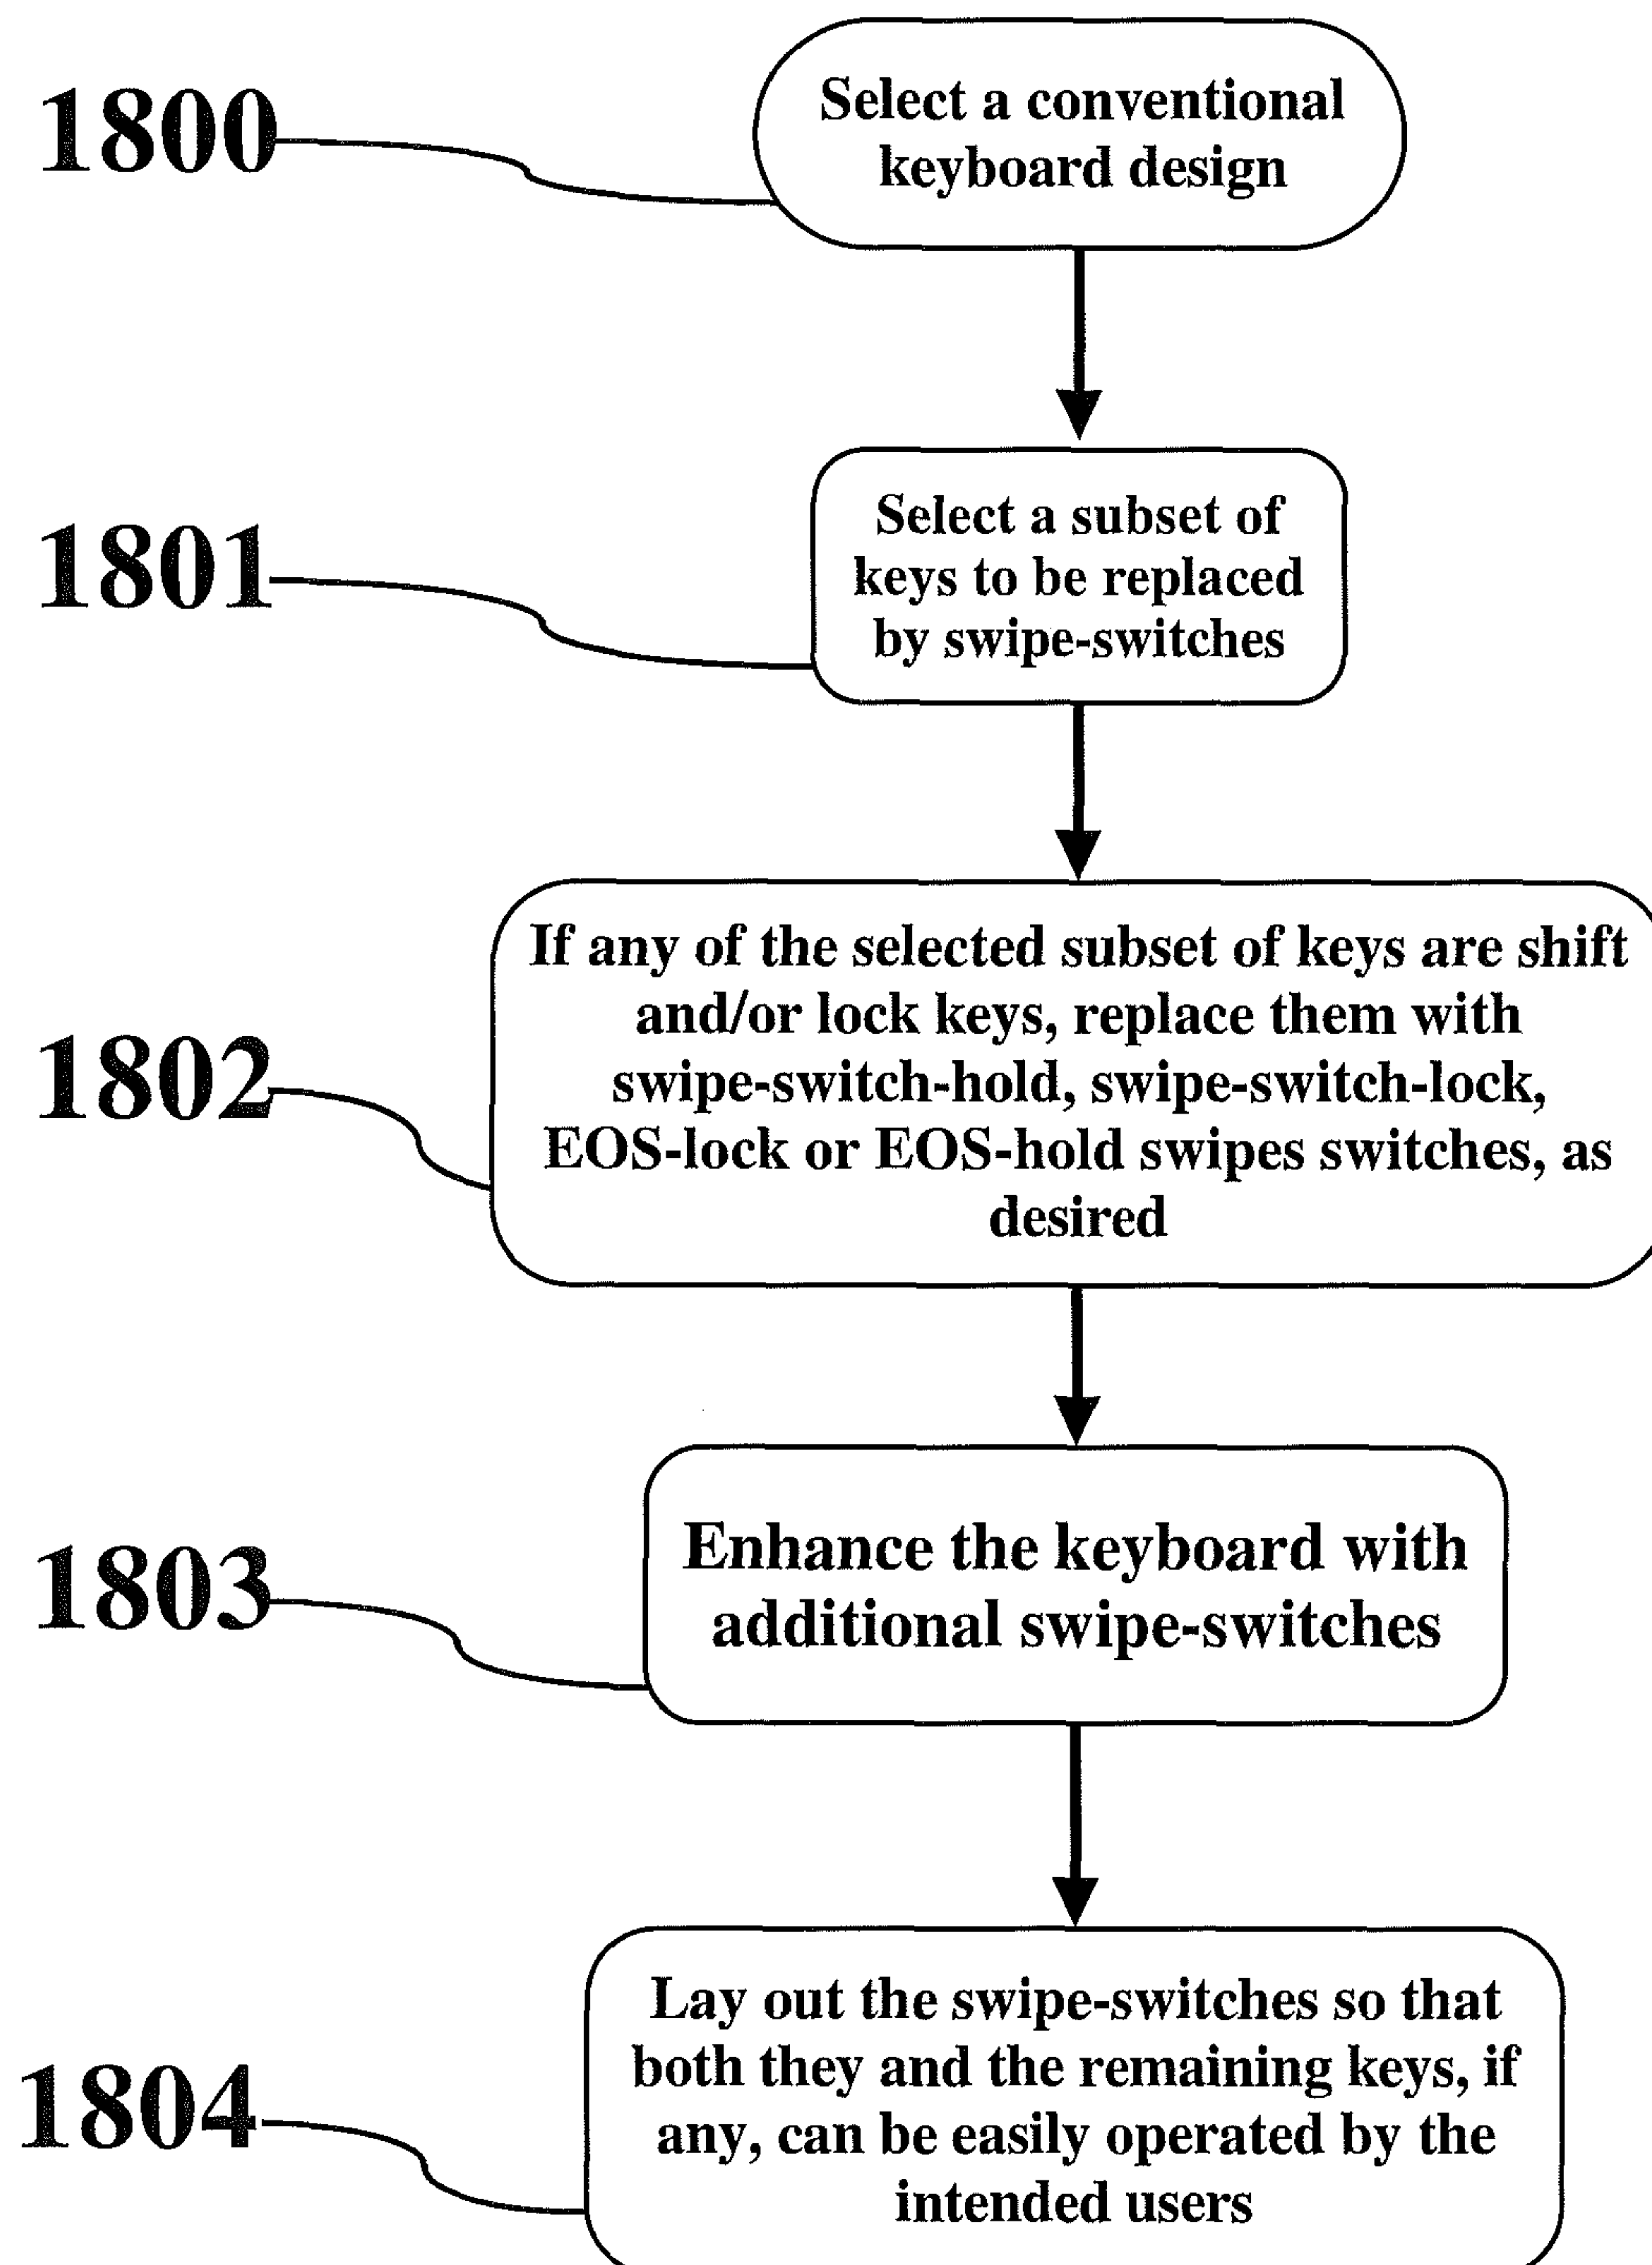 1800
Select a conventional
keyboard design
1801
Select a subset of
keys to be replaced
by swipe-switches
1802
If any of the selected subset of keys are shift
and/or lock keys, replace them with
swipe-switch-hold, swipe-switch-lock,
EOS-lock or EOS-hold swipes switches, as
desired
1803
Enhance the keyboard with
additional swipe-switches
1804
Lay out the swipe-switches so that
both they and the remaining keys, if
any, can be easily operated by the
intended users